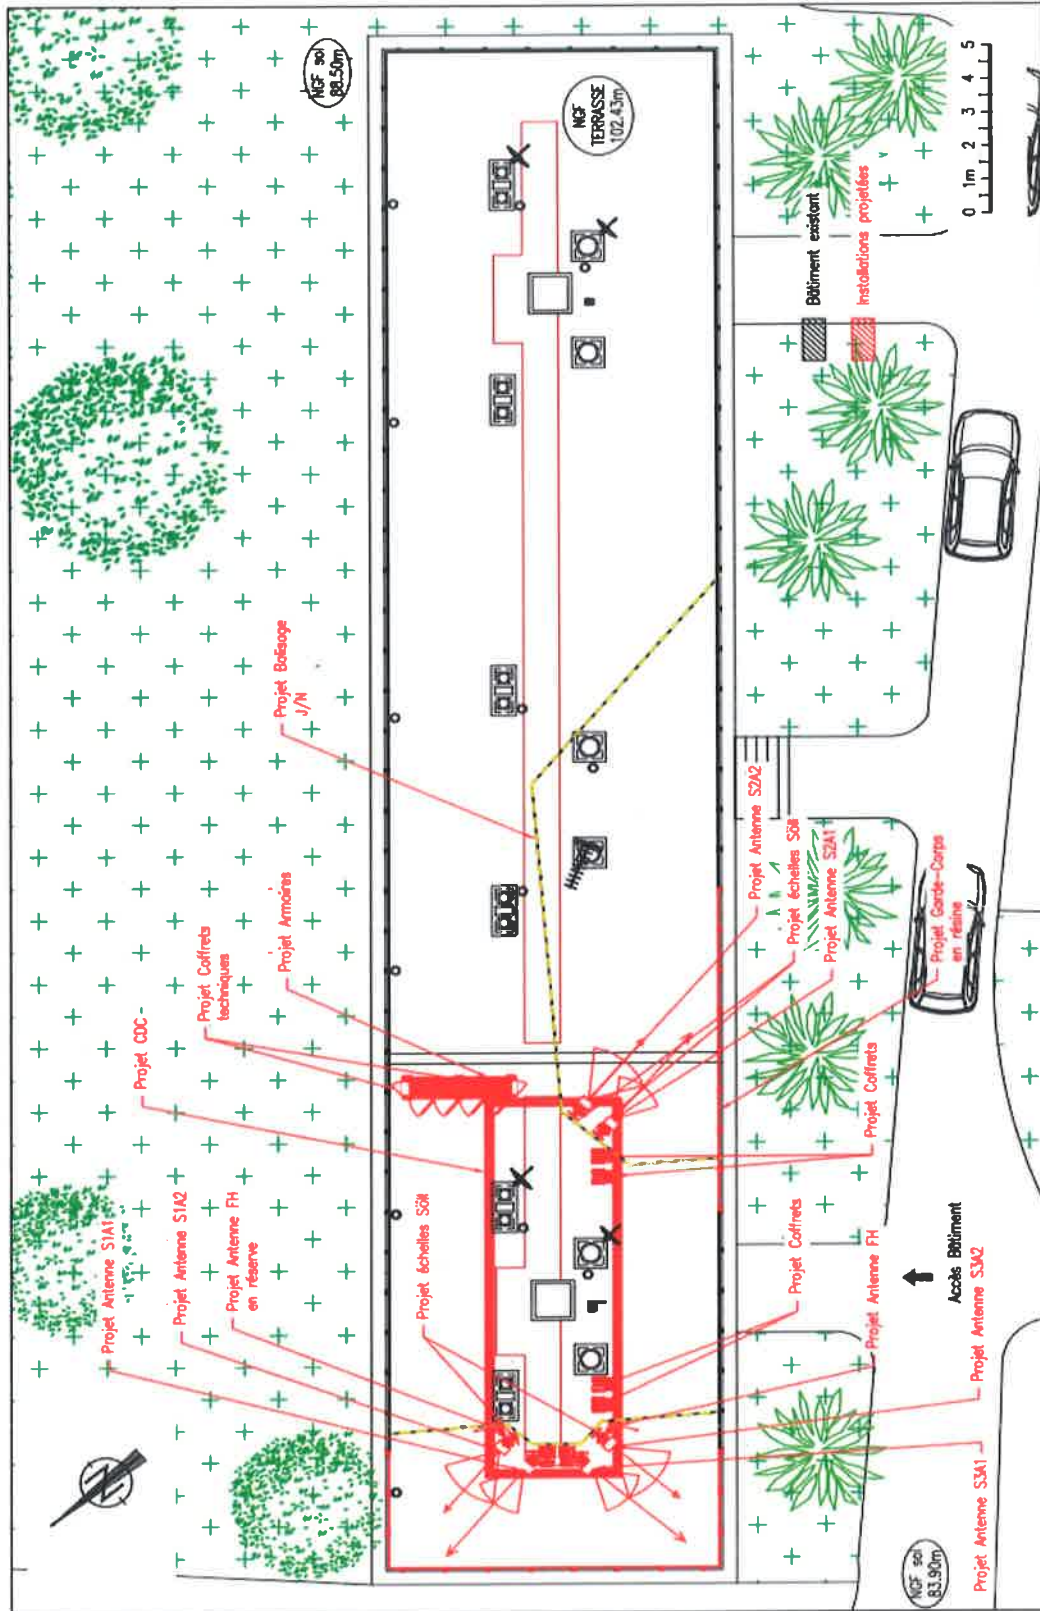 NGF sol
88.50m
NGF
TERRASSE
102.43m
0 1m 2 3 4 5
Bâtiment existant
Installations projetées
Projet Balisage
J/N
Projet Armoires
Projet Coffrets
techniques
Projet CDC
Projet Antenne S1A1
Projet Antenne S1A2
Projet Antenne FH
en réserve
Projet échelles Söll
Projet Antenne S2A2
Projet échelles Söll
Projet Antenne S2A1
Projet Garde-Corps
en résine
Projet Coffrets
Projet Coffrets
Projet Antenne FH
Accès Bâtiment
Projet Antenne S3A2
Projet Antenne S3A1
NGF sol
83.90m
N